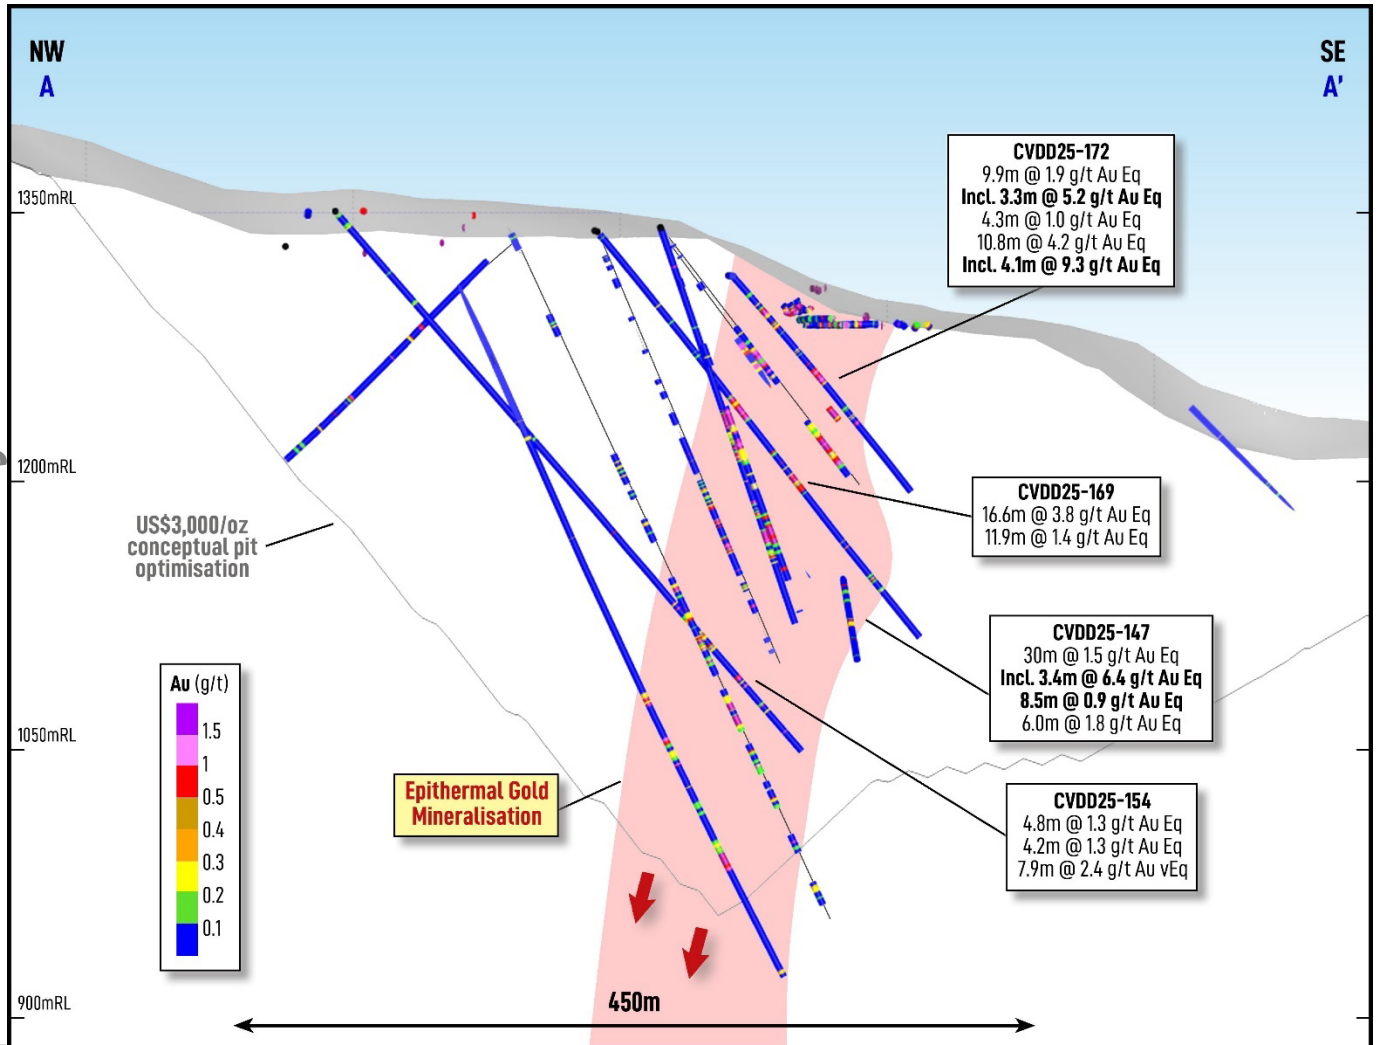 NW
A
SE
A'
CVDD25-172
9.9m @ 1.9 g/t Au Eq
Incl. 3.3m @ 5.2 g/t Au Eq
4.3m @ 1.0 g/t Au Eq
10.8m @ 4.2 g/t Au Eq
Incl. 4.1m @ 9.3 g/t Au Eq
1350mRL
1200mRL
US$3,000/oz
conceptual pit
optimisation
CVDD25-169
16.6m @ 3.8 g/t Au Eq
11.9m @ 1.4 g/t Au Eq
CVDD25-147
30m @ 1.5 g/t Au Eq
Incl. 3.4m @ 6.4 g/t Au Eq
8.5m @ 0.9 g/t Au Eq
6.0m @ 1.8 g/t Au Eq
Au (g/t)
1.5
1
0.5
0.4
0.3
0.2
0.1
1050mRL
Epithermal Gold
Mineralisation
CVDD25-154
4.8m @ 1.3 g/t Au Eq
4.2m @ 1.3 g/t Au Eq
7.9m @ 2.4 g/t Au vEq
900mRL
450m